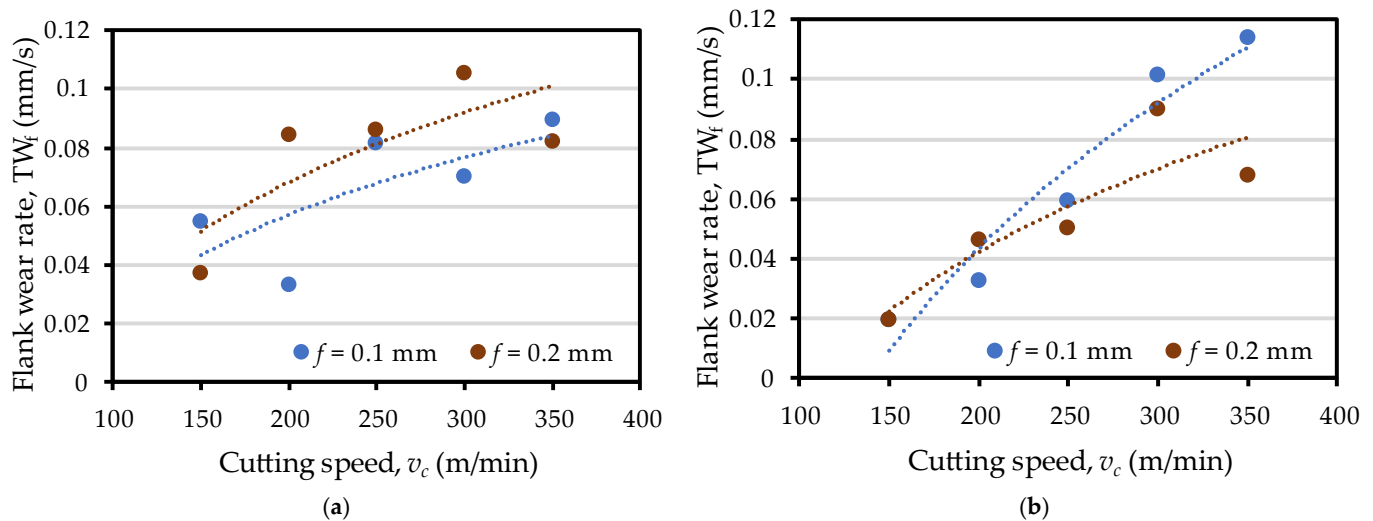 Flank wear rate, TWf (mm/s)
0.12
0.1
0.08
0.06
0.04
0.02
0
f = 0.1 mm f = 0.2 mm
100 150 200 250 300 350 400
Cutting speed, vc (m/min)
(a)
Flank wear rate, TWf (mm/s)
0.12
0.1
0.08
0.06
0.04
0.02
0
f = 0.1 mm f = 0.2 mm
100 150 200 250 300 350 400
Cutting speed, vc (m/min)
(b)